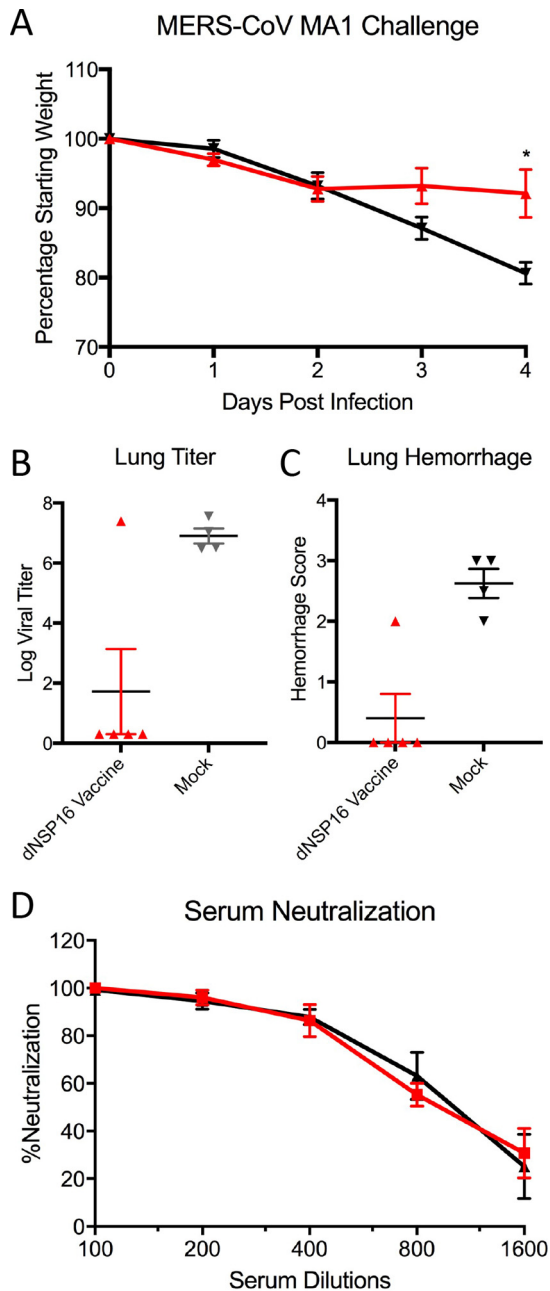 A
MERS-CoV MA1 Challenge
Percentage Starting Weight
110
100
90
80
70
*
0 1 2 3 4
Days Post Infection
B
Lung Titer
Log Viral Titer
8
6
4
2
0
dNSP16 Vaccine
Mock
C
Lung Hemorrhage
Hemorrhage Score
4
3
2
1
0
dNSP16 Vaccine
Mock
D
Serum Neutralization
%Neutralization
120
100
80
60
40
20
0
100 200 400 800 1600
Serum Dilutions